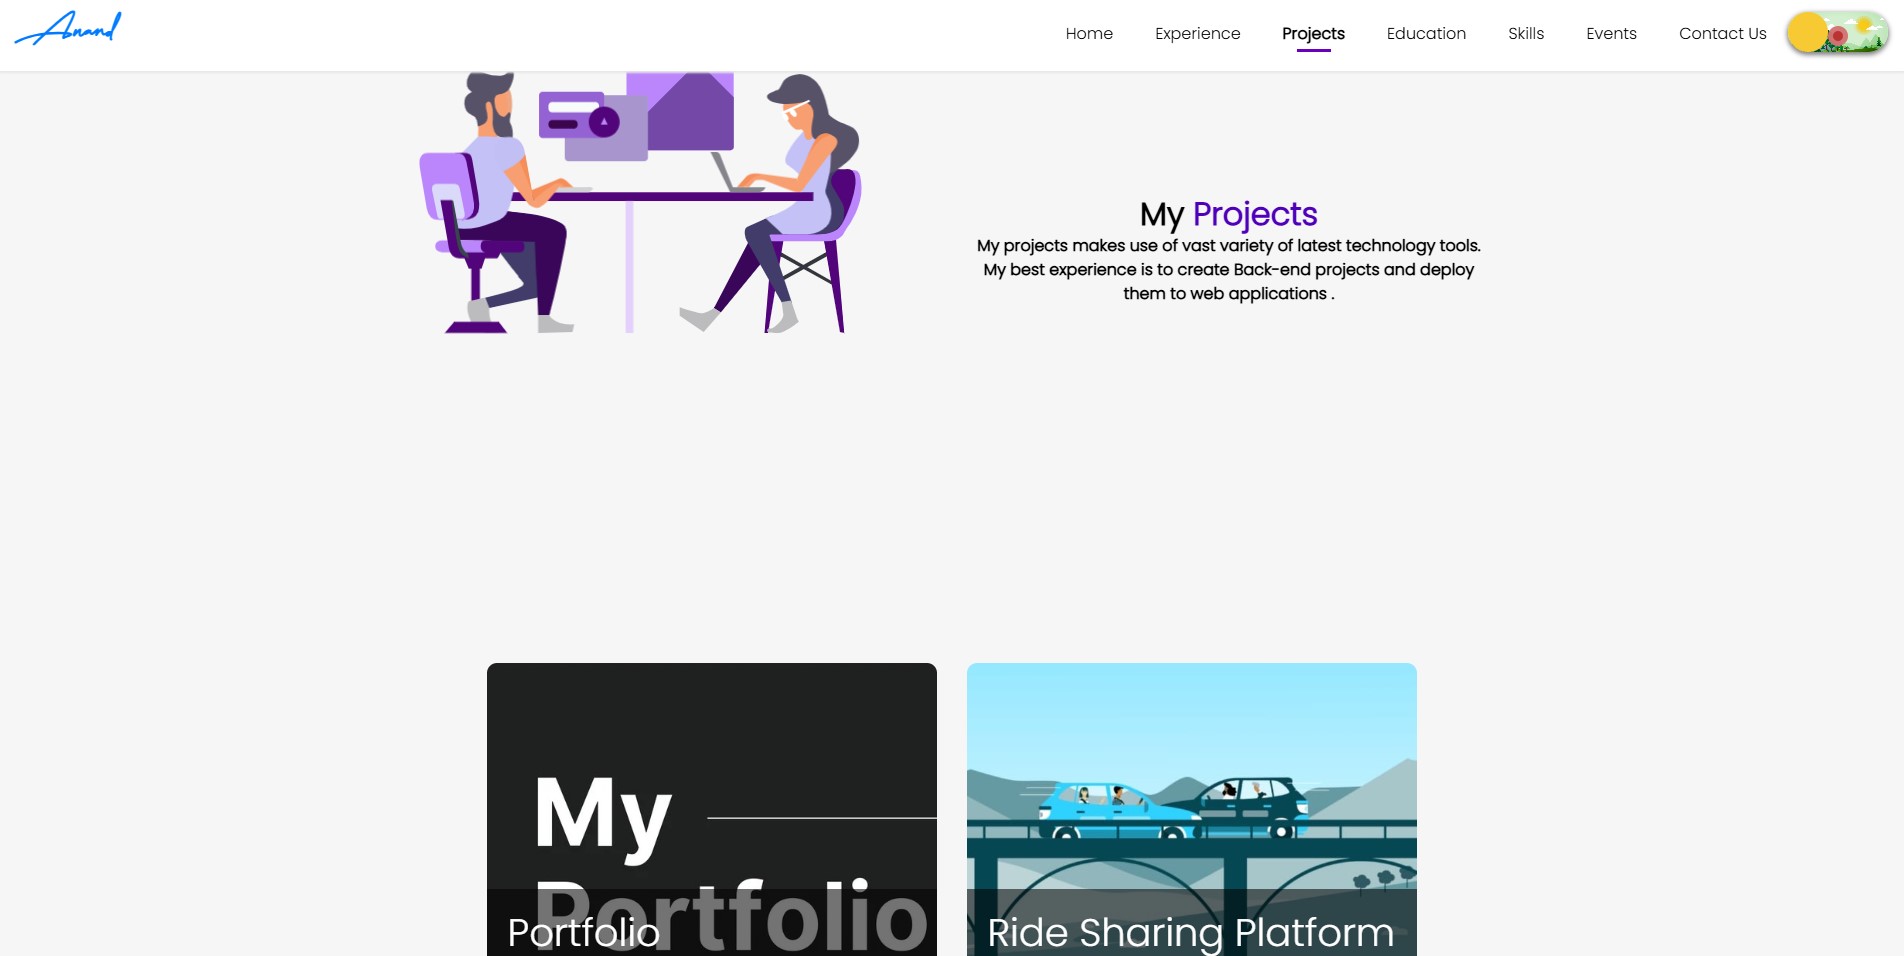 Anand
Home Experience Projects Education Skills Events Contact Us
My Projects
My projects makes use of vast variety of latest technology tools.
My best experience is to create Back-end projects and deploy
them to web applications .
My
Portfolio
Portfolio
Ride Sharing Platform